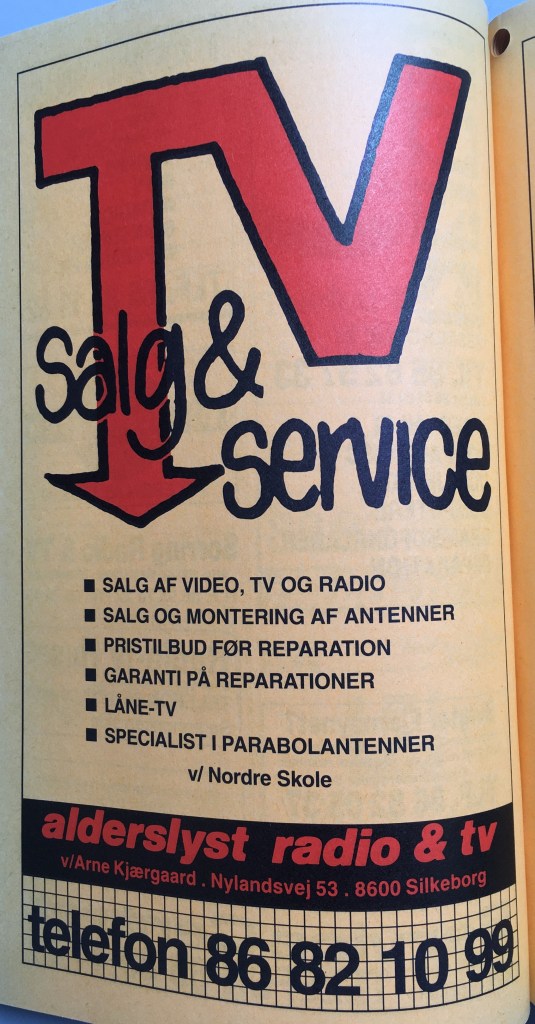 TV
Salg &
service
■ SALG AF VIDEO, TV OG RADIO
■ SALG OG MONTERING AF ANTENNER
■ PRISTILBUD FØR REPARATION
■ GARANTI PÅ REPARATIONER
■ LÅNE-TV
■ SPECIALIST I PARABOLANTENNER
v/ Nordre Skole
alderslyst radio & tv
v/Arne Kjærgaard . Nylandsvej 53 . 8600 Silkeborg
telefon 86 82 10 99